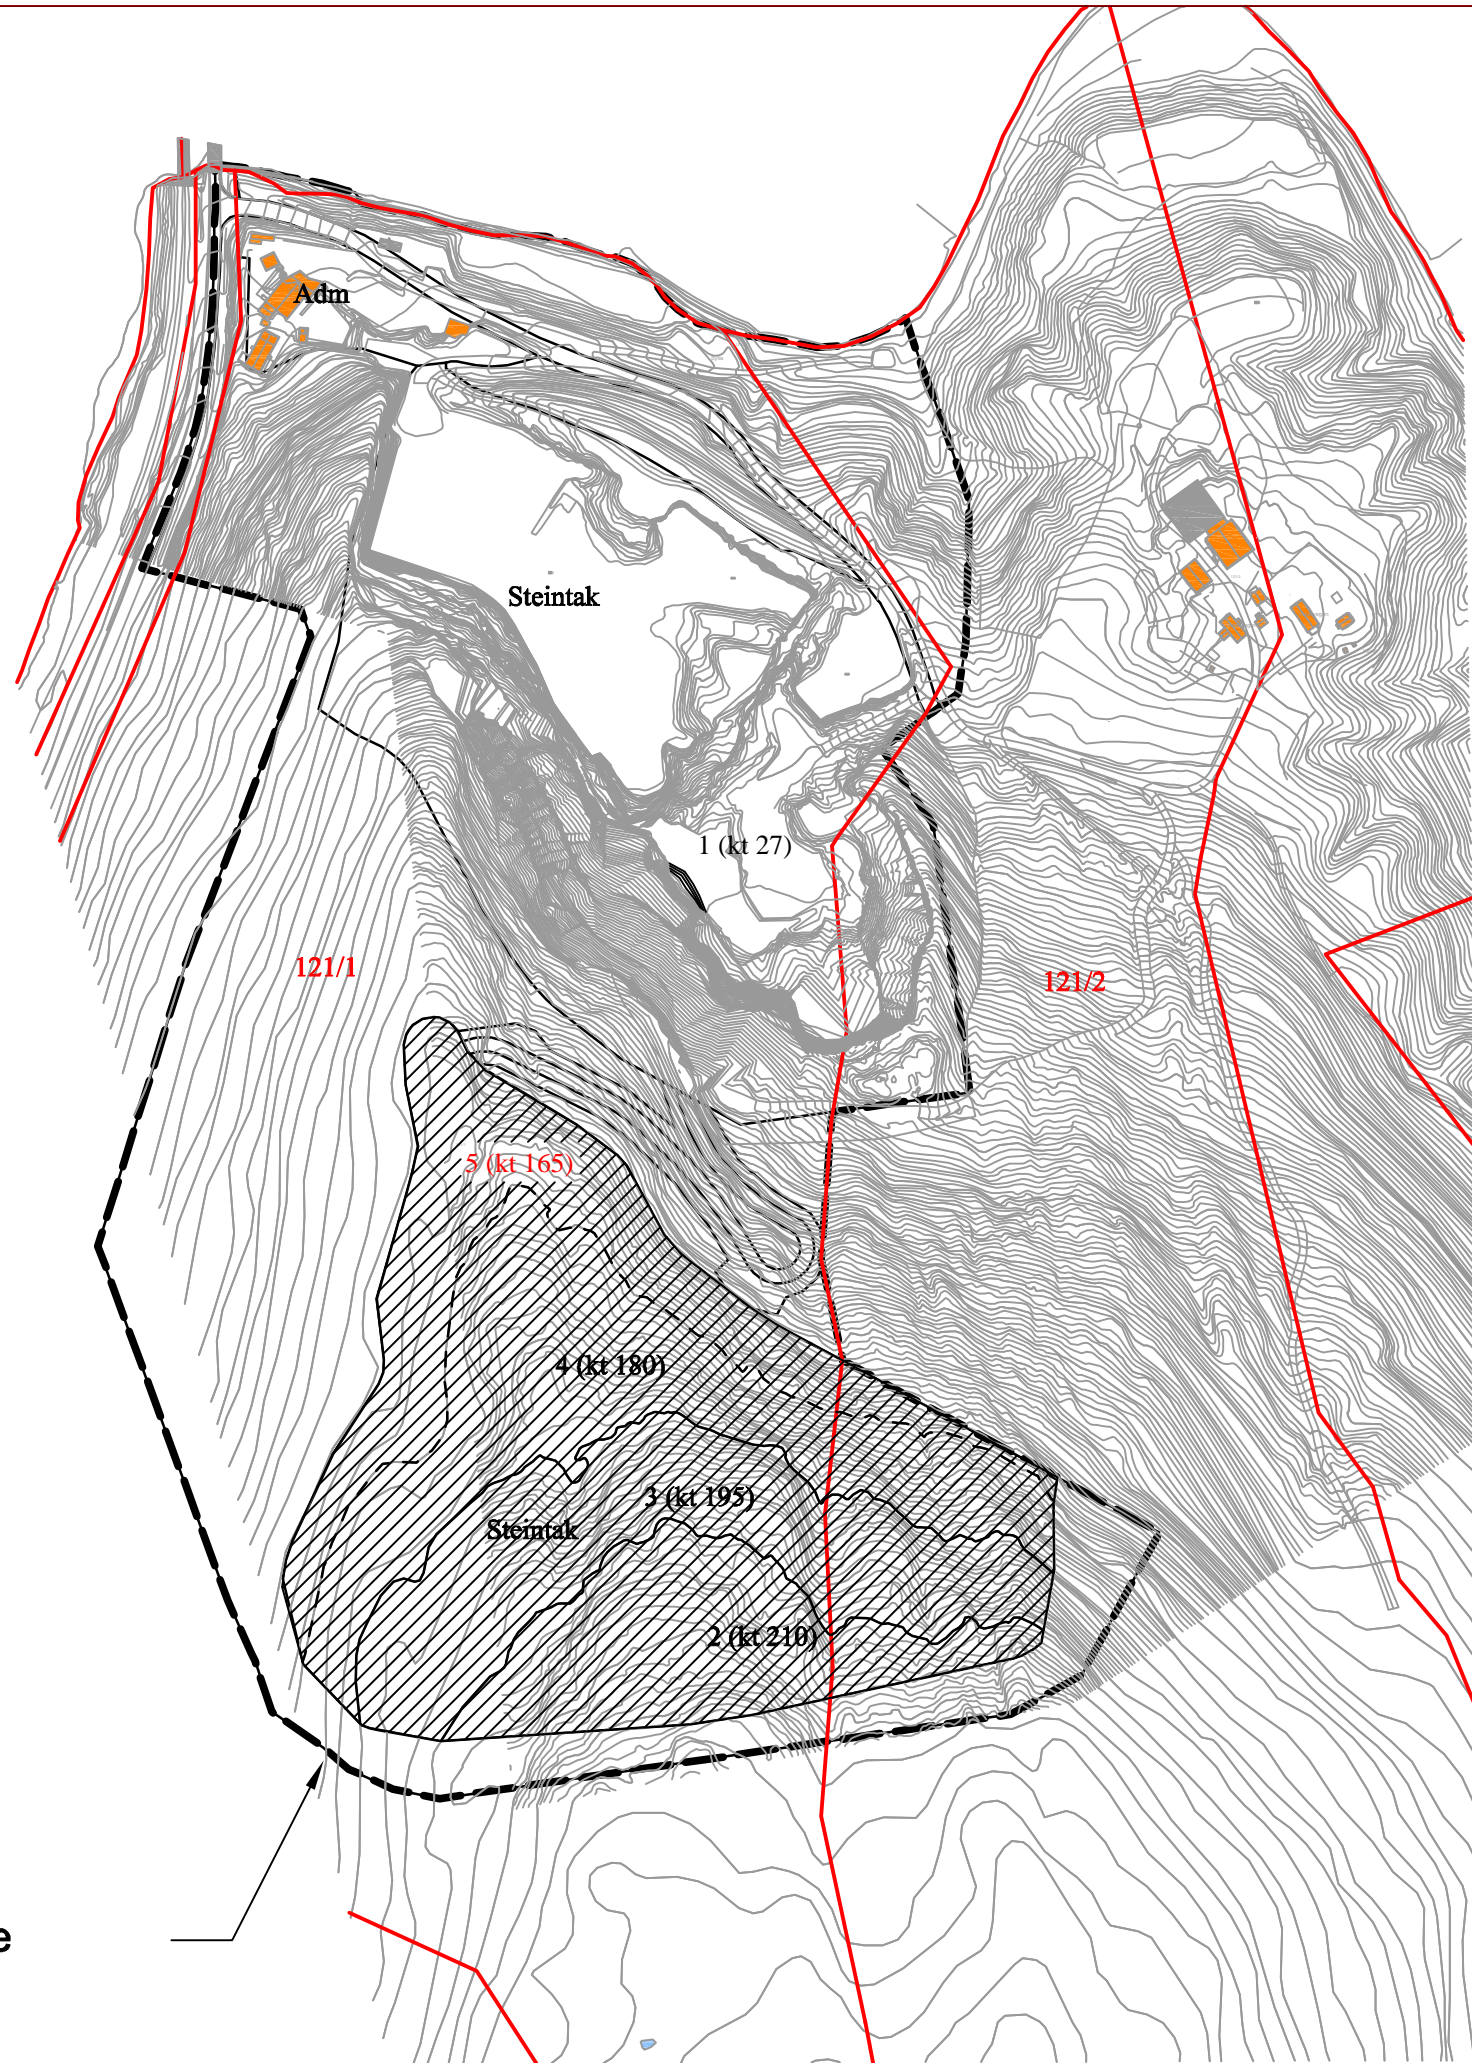 Adm
Steintak
1 (kt 27)
121/1
121/2
5 (kt 165)
4 (kt 180)
3 (kt 195)
Steintak
2 (kt 210)
e